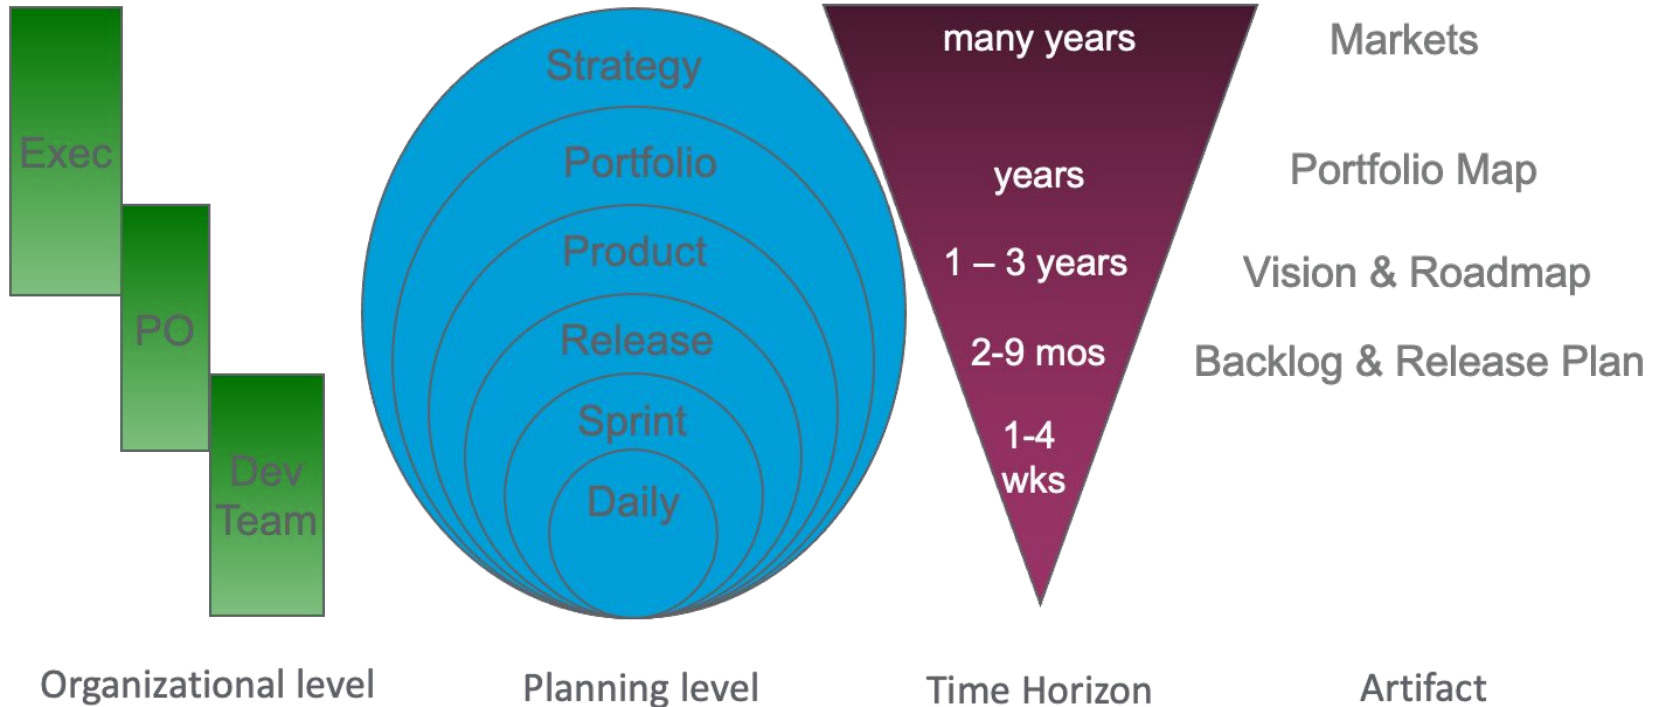 Exec
PO
Dev
Team
Organizational level
Strategy
Portfolio
Product
Release
Sprint
Daily
Planning level
many years
years
1 – 3 years
2-9 mos
1-4
wks
Time Horizon
Markets
Portfolio Map
Vision & Roadmap
Backlog & Release Plan
Artifact